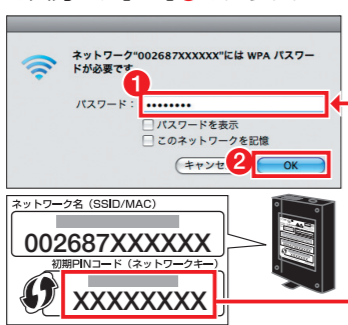 ネットワーク“002687XXXXXX”には WPA パスワー
ドが必要です
1
パスワード：
パスワードを表示
このネットワークを記憶
キャンセ
2
OK
ネットワーク名（SSID/MAC）
002687XXXXXX
初期PINコード（ネットワークキー）
XXXXXXXX